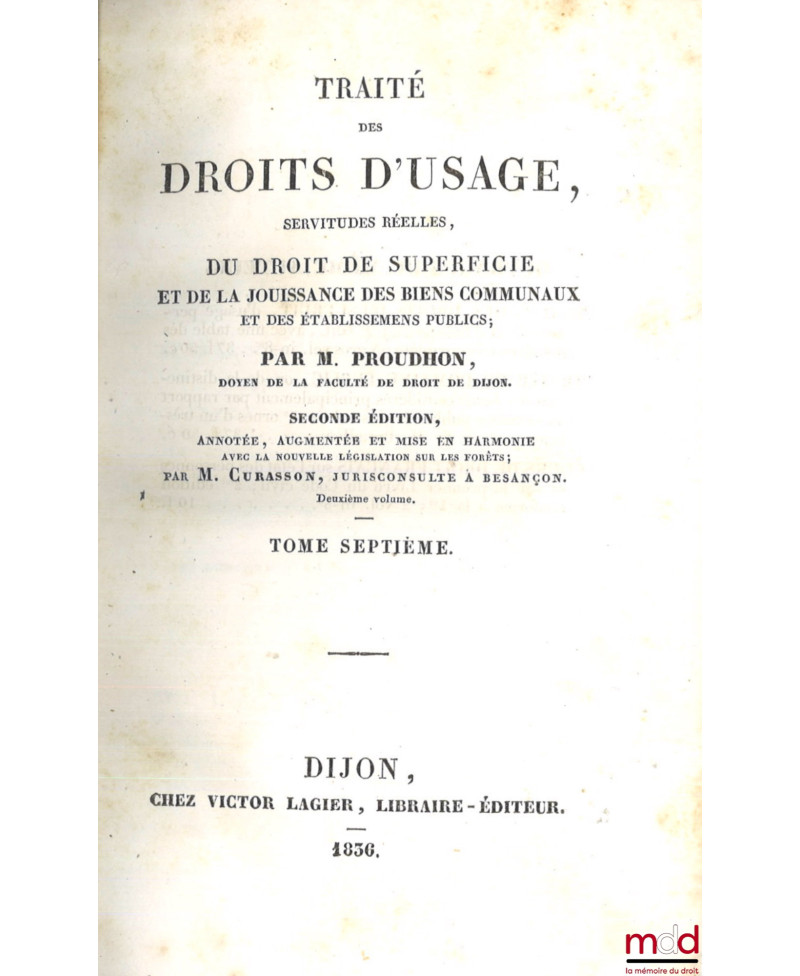 TRAITÉ
DES
DROITS D'USAGE,
SERVITUDES RÉELLES,
DU DROIT DE SUPERFICIE
ET DE LA JOUISSANCE DES BIENS COMMUNAUX
ET DES ÉTABLISSEMENS PUBLICS;
PAR M. PROUDHON,
DOYEN DE LA FACULTÉ DE DROIT DE DIJON.
SECONDE ÉDITION,
ANNOTÉE, AUGMENTÉE ET MISE EN HARMONIE
AVEC LA NOUVELLE LÉGISLATION SUR LES FORÊTS;
PAR M. CURASSON, JURISCONSULTE A BESANÇON.
Deuxième volume.
TOME SEPTIÈME.
DIJON,
CHEZ VICTOR LAGIER, LIBRAIRE-ÉDITEUR.
1836.
mdd
la mémoire du droit